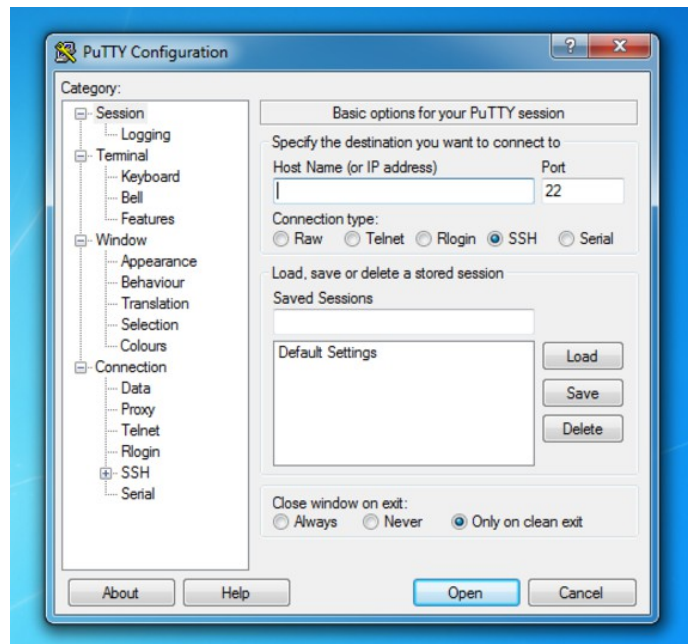 PuTTY Configuration
? X
Category:
Session
Logging
Terminal
Keyboard
Bell
Features
Window
Appearance
Behaviour
Translation
Selection
Colours
Connection
Data
Proxy
Telnet
Rlogin
SSH
Serial
Basic options for your PuTTY session
Specify the destination you want to connect to
Host Name (or IP address) Port
22
Connection type:
Raw Telnet Rlogin SSH Serial
Load, save or delete a stored session
Saved Sessions
Default Settings
Load
Save
Delete
Close window on exit:
Always Never Only on clean exit
About Help Open Cancel